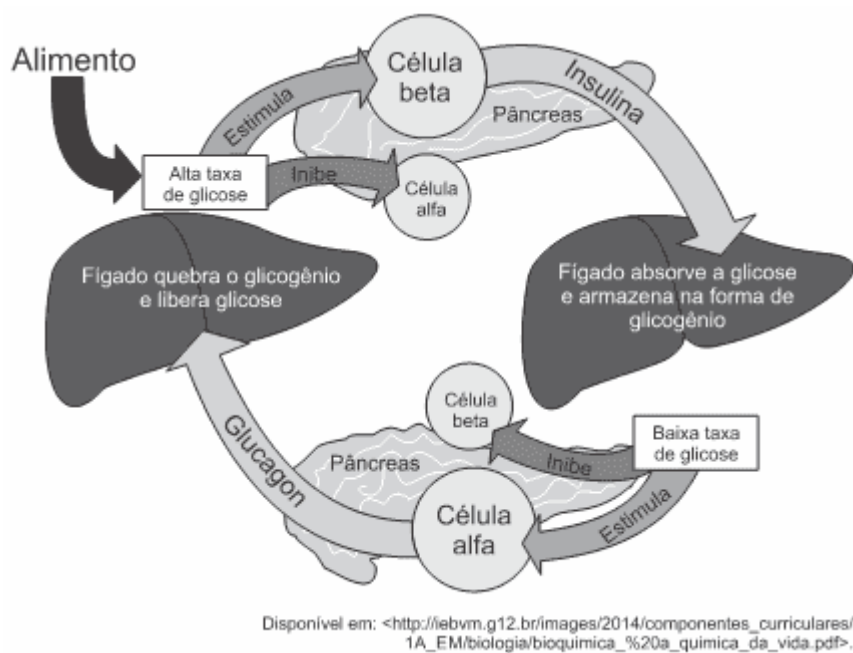 Alimento
Estimula
Célula
beta
Insulina
Pâncreas
Alta taxa
de glicose
Inibe
Célula
alfa
Fígado quebra o glicogênio
e libera glicose
Fígado absorve a glicose
e armazena na forma de
glicogênio
Célula
beta
Baixa taxa
de glicose
Inibe
Pâncreas
Glucagon
Célula
alfa
Estimula
Disponível em: <http://iebvm.g12.br/images/2014/componentes_curriculares/
1A_EM/biologia/bioquimica_%20a_quimica_da_vida.pdf>.